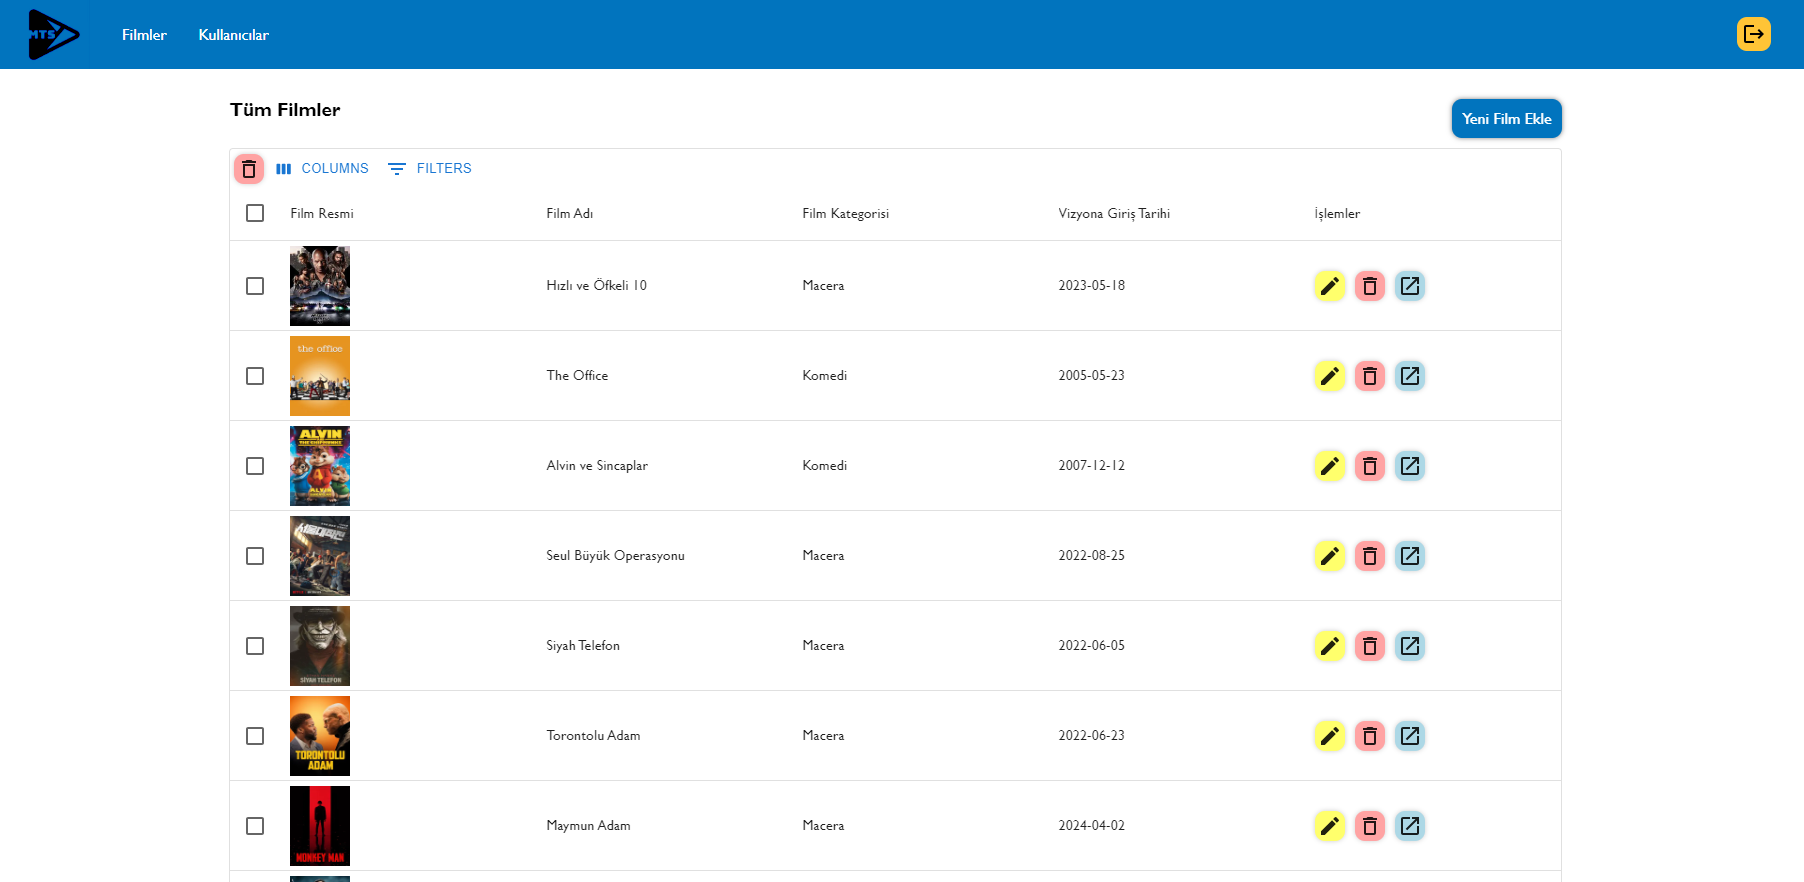 MTS
Filmler
Kullanıcılar
Tüm Filmler
Yeni Film Ekle
COLUMNS
FILTERS
Film Resmi
Film Adı
Film Kategorisi
Vizyona Giriş Tarihi
İşlemler
Hızlı ve Öfkeli 10
Macera
2023-05-18
the office
The Office
Komedi
2005-05-23
ALVIN
ALVIN
Alvin ve Sincaplar
Komedi
2007-12-12
Seul Büyük Operasyonu
Macera
2022-08-25
SİYAH TELEFON
Siyah Telefon
Macera
2022-06-05
TORONTOLU
ADAM
Torontolu Adam
Macera
2022-06-23
MONKEY MAN
Maymun Adam
Macera
2024-04-02